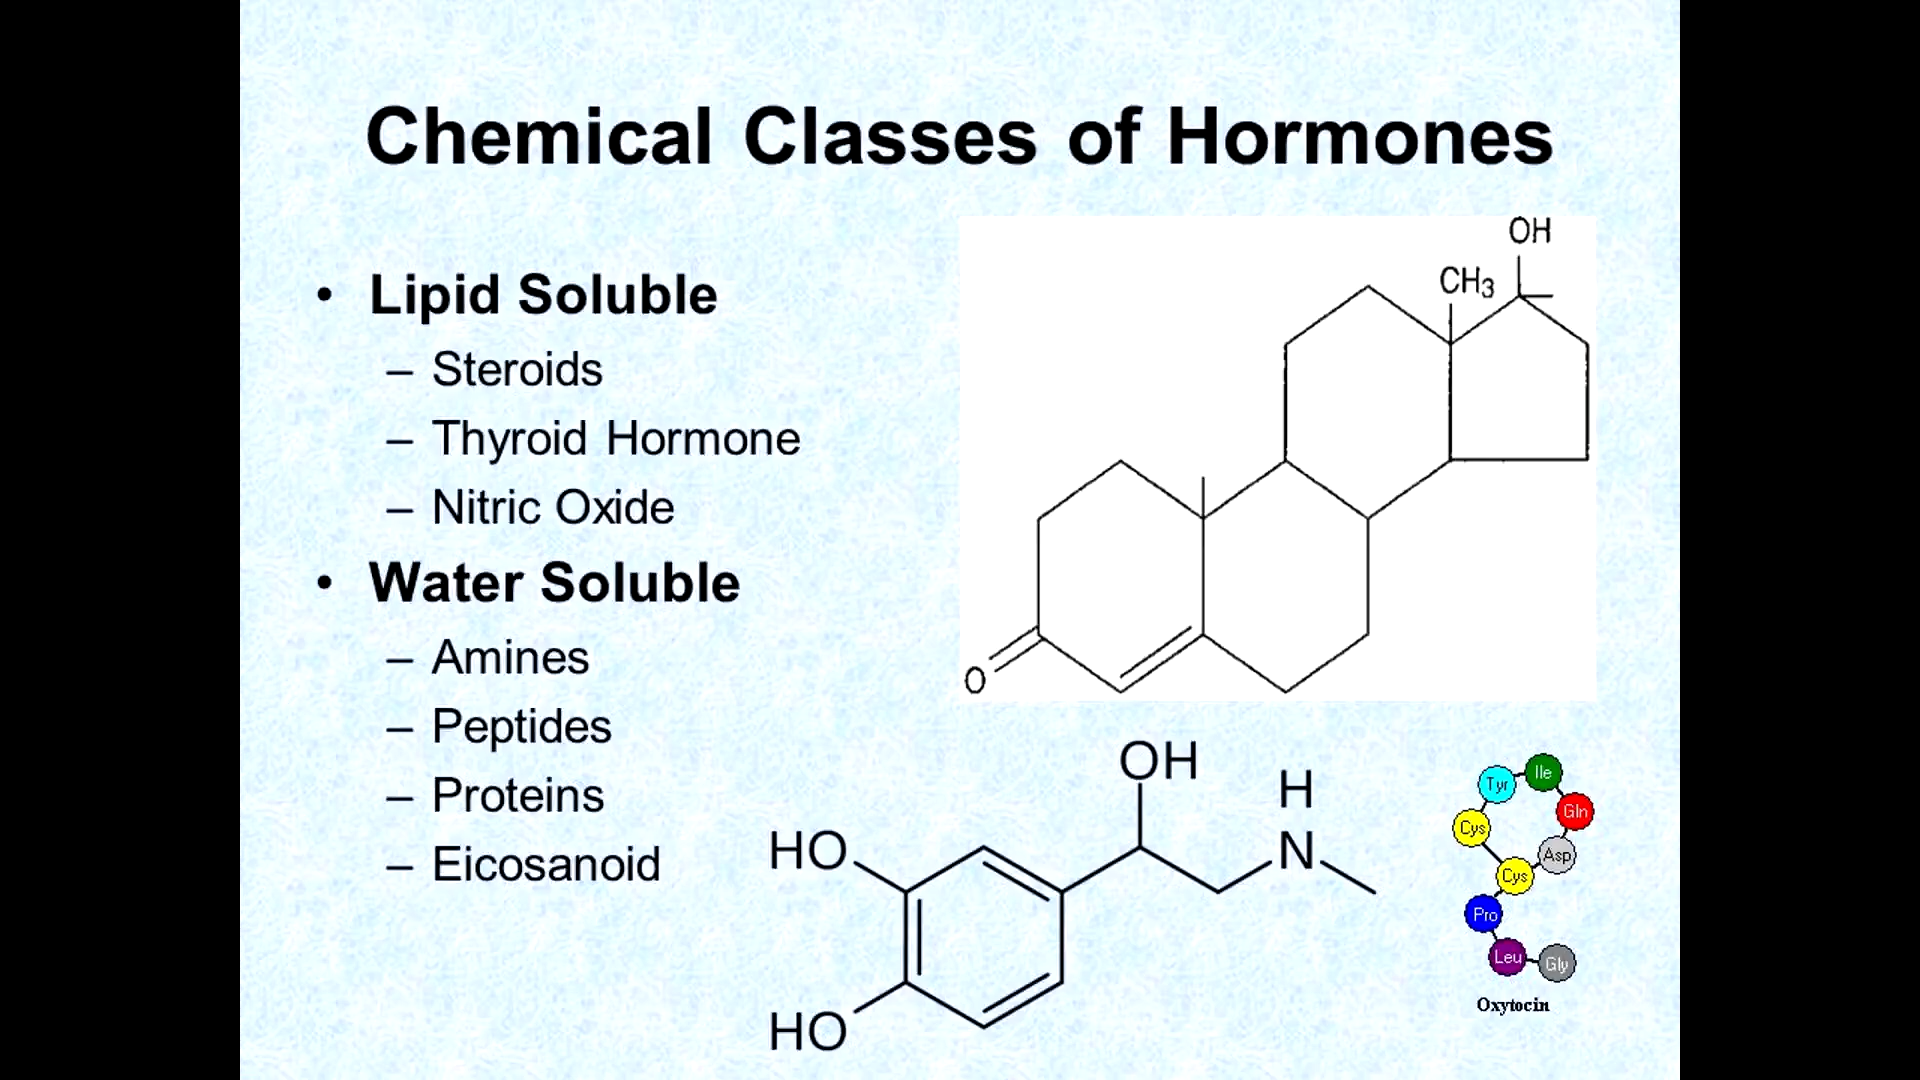 Chemical Classes of Hormones
• Lipid Soluble
– Steroids
– Thyroid Hormone
– Nitric Oxide
• Water Soluble
– Amines
– Peptides
– Proteins
– Eicosanoid
OH
CH3
O
OH
H
N
HO
HO
Tyr
Ile
Gln
Cys
Asp
Cys
Pro
Leu
Gly
Oxytocin